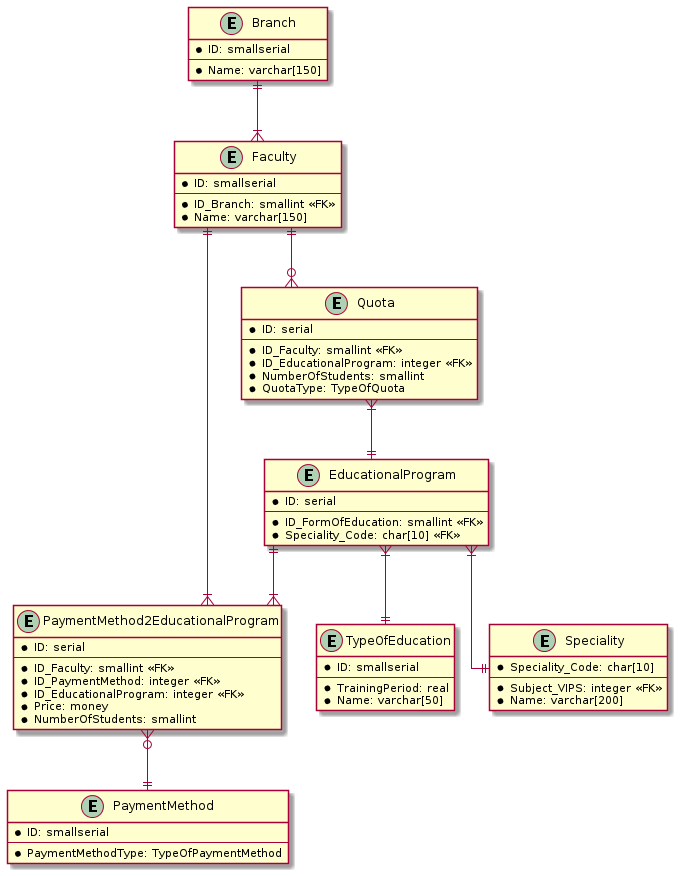 E Branch
ID: smallserial
Name: varchar[150]
E Faculty
ID: smallserial
ID_Branch: smallint «FK»
Name: varchar[150]
E Quota
ID: serial
ID_Faculty: smallint «FK»
ID_EducationalProgram: integer «FK»
NumberOfStudents: smallint
QuotaType: TypeOfQuota
E EducationalProgram
ID: serial
ID_FormOfEducation: smallint «FK»
Speciality_Code: char[10] «FK»
E PaymentMethod2EducationalProgram
ID: serial
ID_Faculty: smallint «FK»
ID_PaymentMethod: integer «FK»
ID_EducationalProgram: integer «FK»
Price: money
NumberOfStudents: smallint
E TypeOfEducation
ID: smallserial
TrainingPeriod: real
Name: varchar[50]
E Speciality
Speciality_Code: char[10]
Subject_VIPS: integer «FK»
Name: varchar[200]
E PaymentMethod
ID: smallserial
PaymentMethodType: TypeOfPaymentMethod